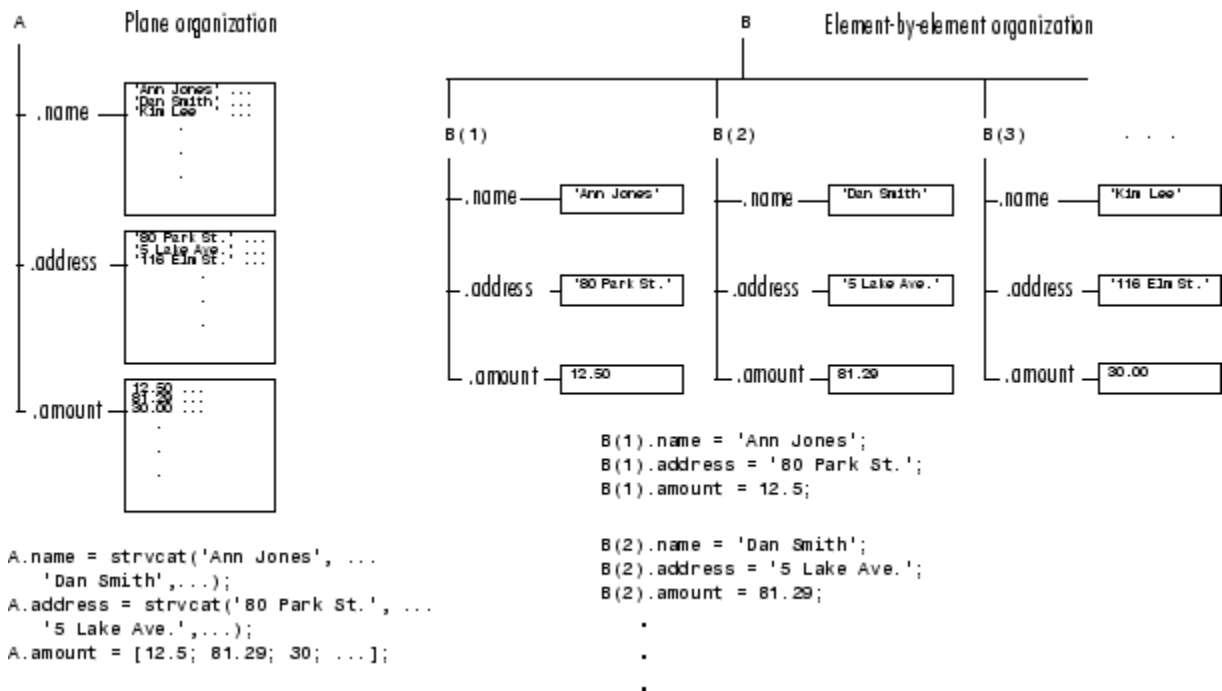 A
Plane organization
.name
'Ann Jones' ...
'Dan Smith' ...
'Kim Lee' ...
.
.
.
.address
'80 Park St.' ...
'5 Lake Ave.' ...
'116 Elm St.' ...
.
.
.
.amount
12.50 ...
81.29 ...
30.00 ...
.
.
.
A.name = strvcat('Ann Jones', ...
'Dan Smith',...);
A.address = strvcat('80 Park St.', ...
'5 Lake Ave.',...);
A.amount = [12.5; 81.29; 30; ...];
B
Element-by-element organization
B(1) B(2) B(3) . . .
.name 'Ann Jones' .name 'Dan Smith' .name 'Kim Lee'
.address '80 Park St.' .address '5 Lake Ave.' .address '116 Elm St.'
.amount 12.50 .amount 81.29 .amount 30.00
B(1).name = 'Ann Jones';
B(1).address = '80 Park St.';
B(1).amount = 12.5;
B(2).name = 'Dan Smith';
B(2).address = '5 Lake Ave.';
B(2).amount = 81.29;
.
.
.